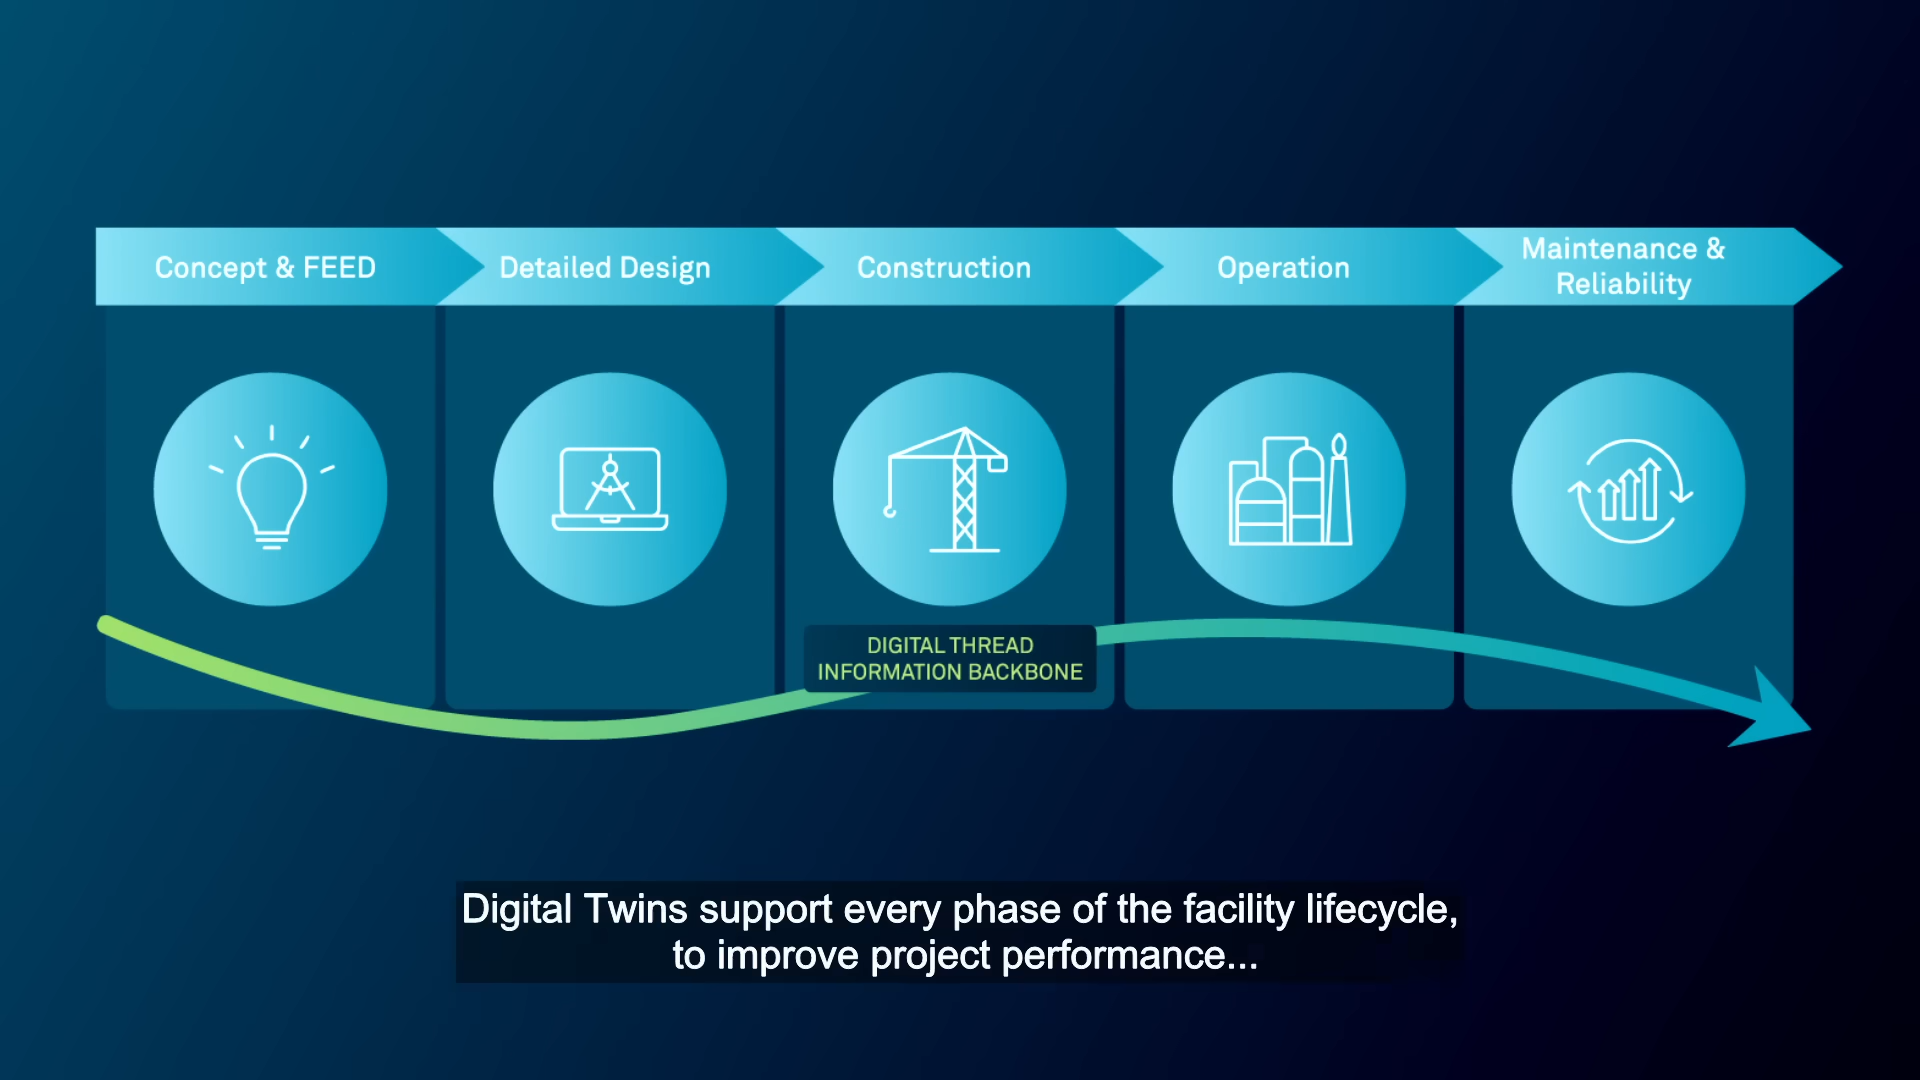 Concept & FEED
Detailed Design
Construction
Operation
Maintenance &
Reliability
DIGITAL THREAD
INFORMATION BACKBONE
Digital Twins support every phase of the facility lifecycle,
to improve project performance...